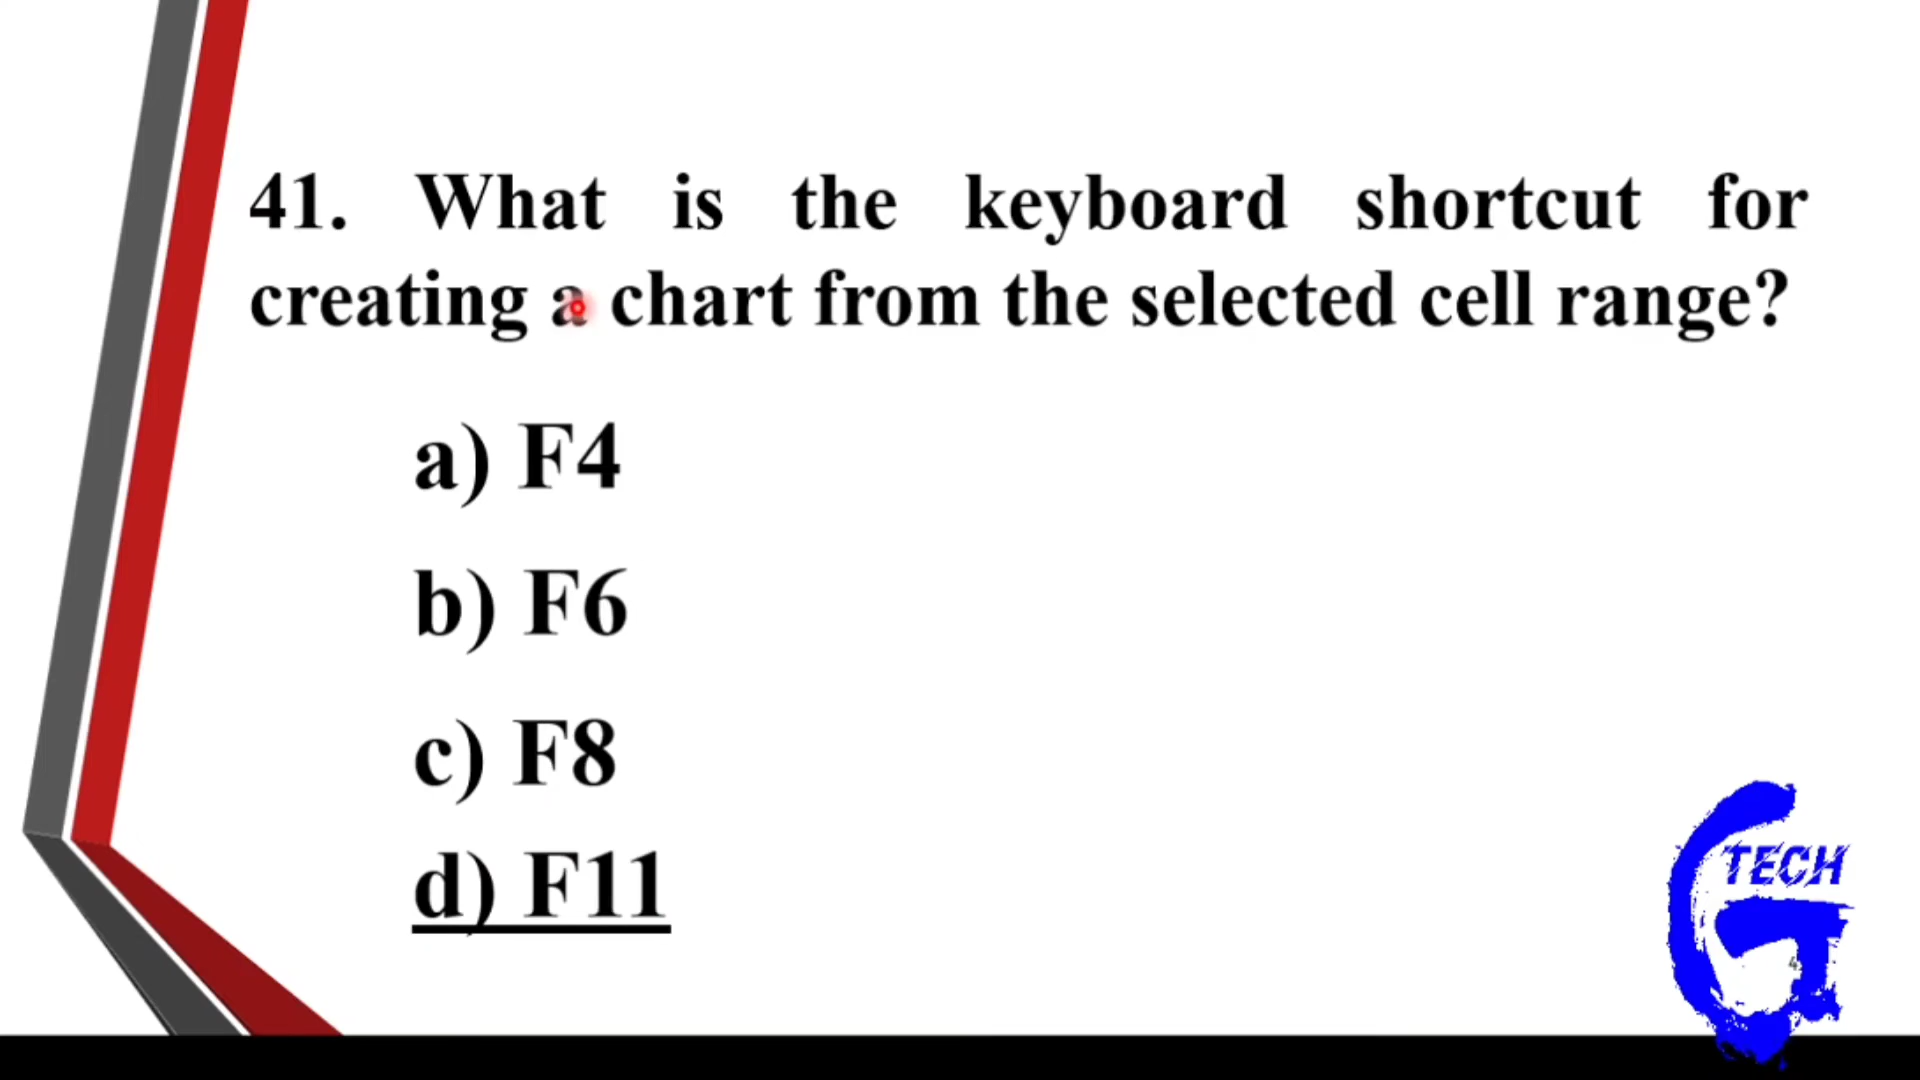 41. What is the keyboard shortcut for
creating a chart from the selected cell range?
a) F4
b) F6
c) F8
d) F11
TECH